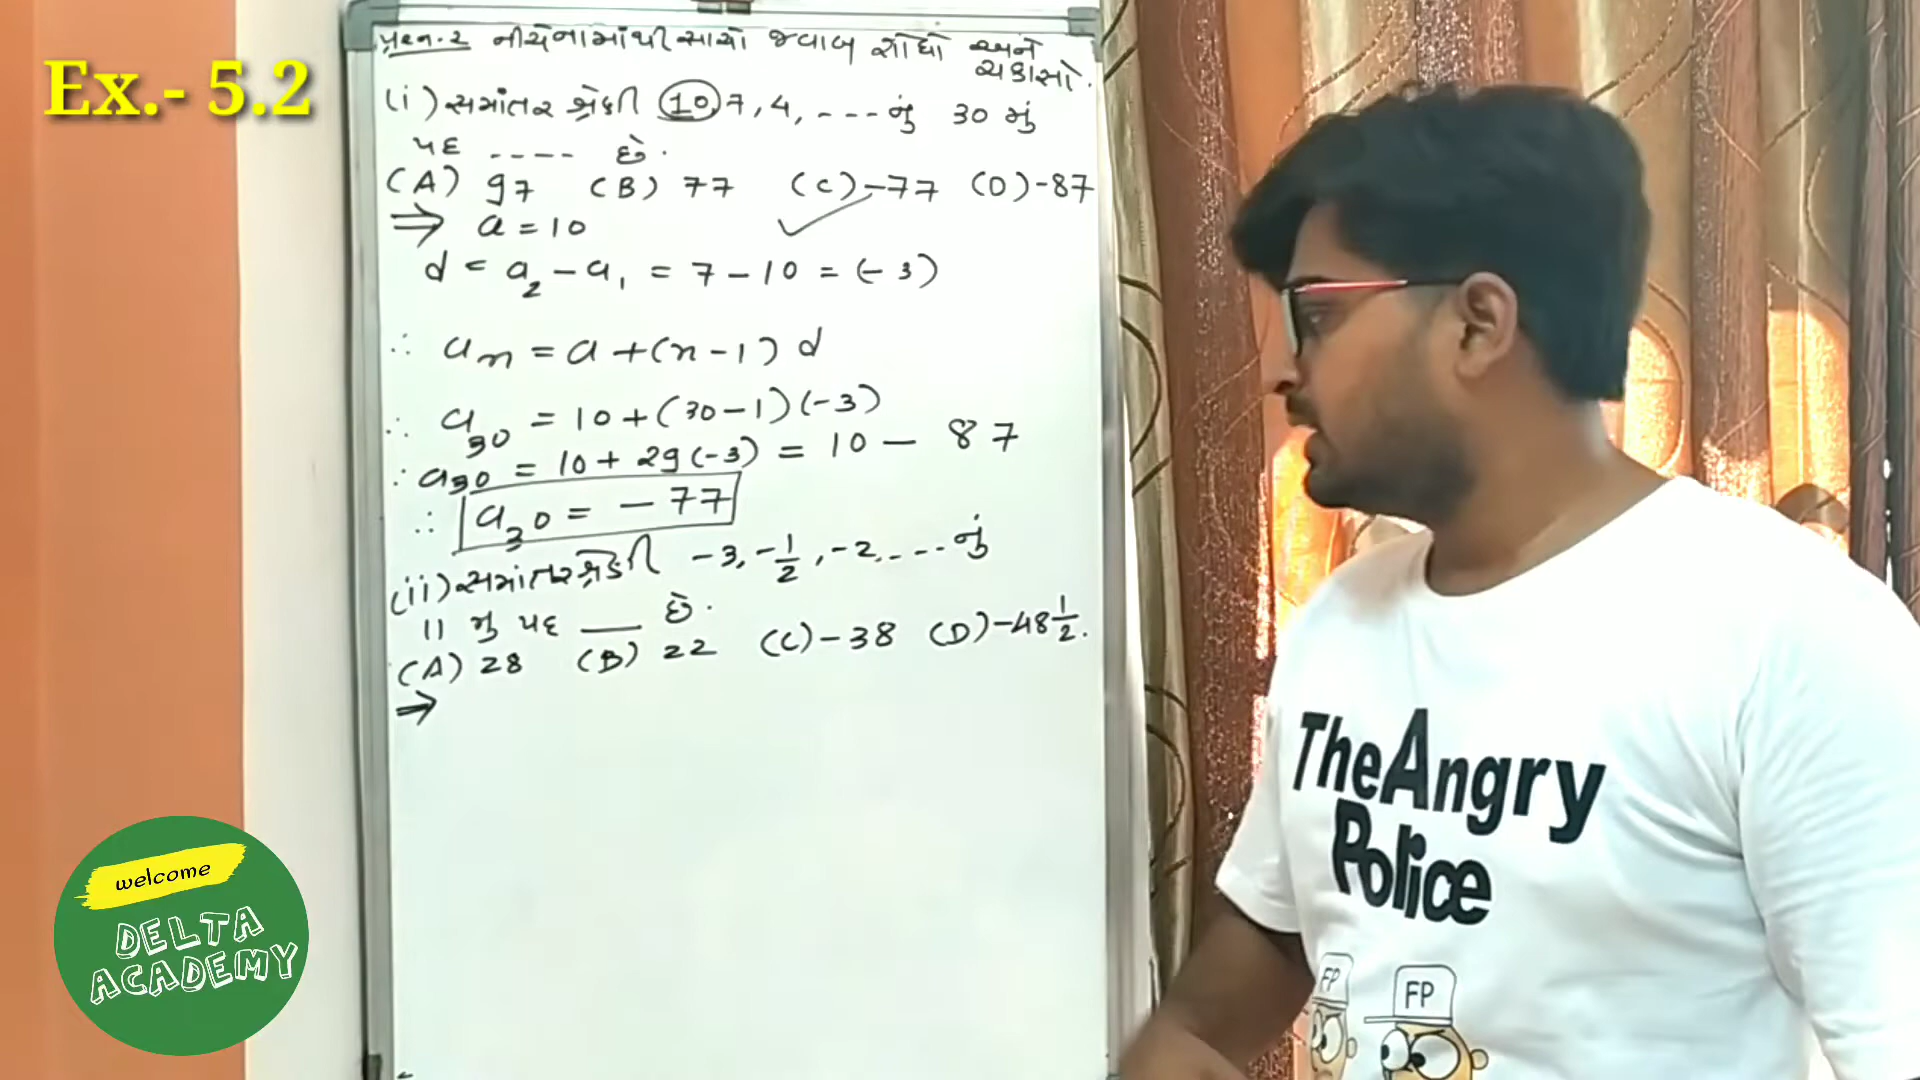 Ex.- 5.2
પ્રશ્ન.2 નીચેનામાંથી સાચો જવાબ શોધો અને
ચકાસો.
(i) સમાંતર શ્રેઢી 10 7, 4, ---નું 30 મું
પદ ---- છે.
(A) 97 (B) 77 (C) -77 (D) -87
⇒ a = 10
d = a₂ - a₁ = 7 - 10 = (-3)
∴ aₙ = a + (n-1) d
∴ a₃₀ = 10 + (30-1)(-3)
∴ a₃₀ = 10 + 29(-3) = 10 - 87
∴ a₃₀ = -77
(ii) સમાંતર શ્રેઢી -3, -1/2, -2, ---નું
11 મું પદ ___ છે.
(A) 28 (B) 22 (C) -38 (D) -48 1/2.
⇒
The Angry
Police
FP
FP
welcome
DELTA
ACADEMY